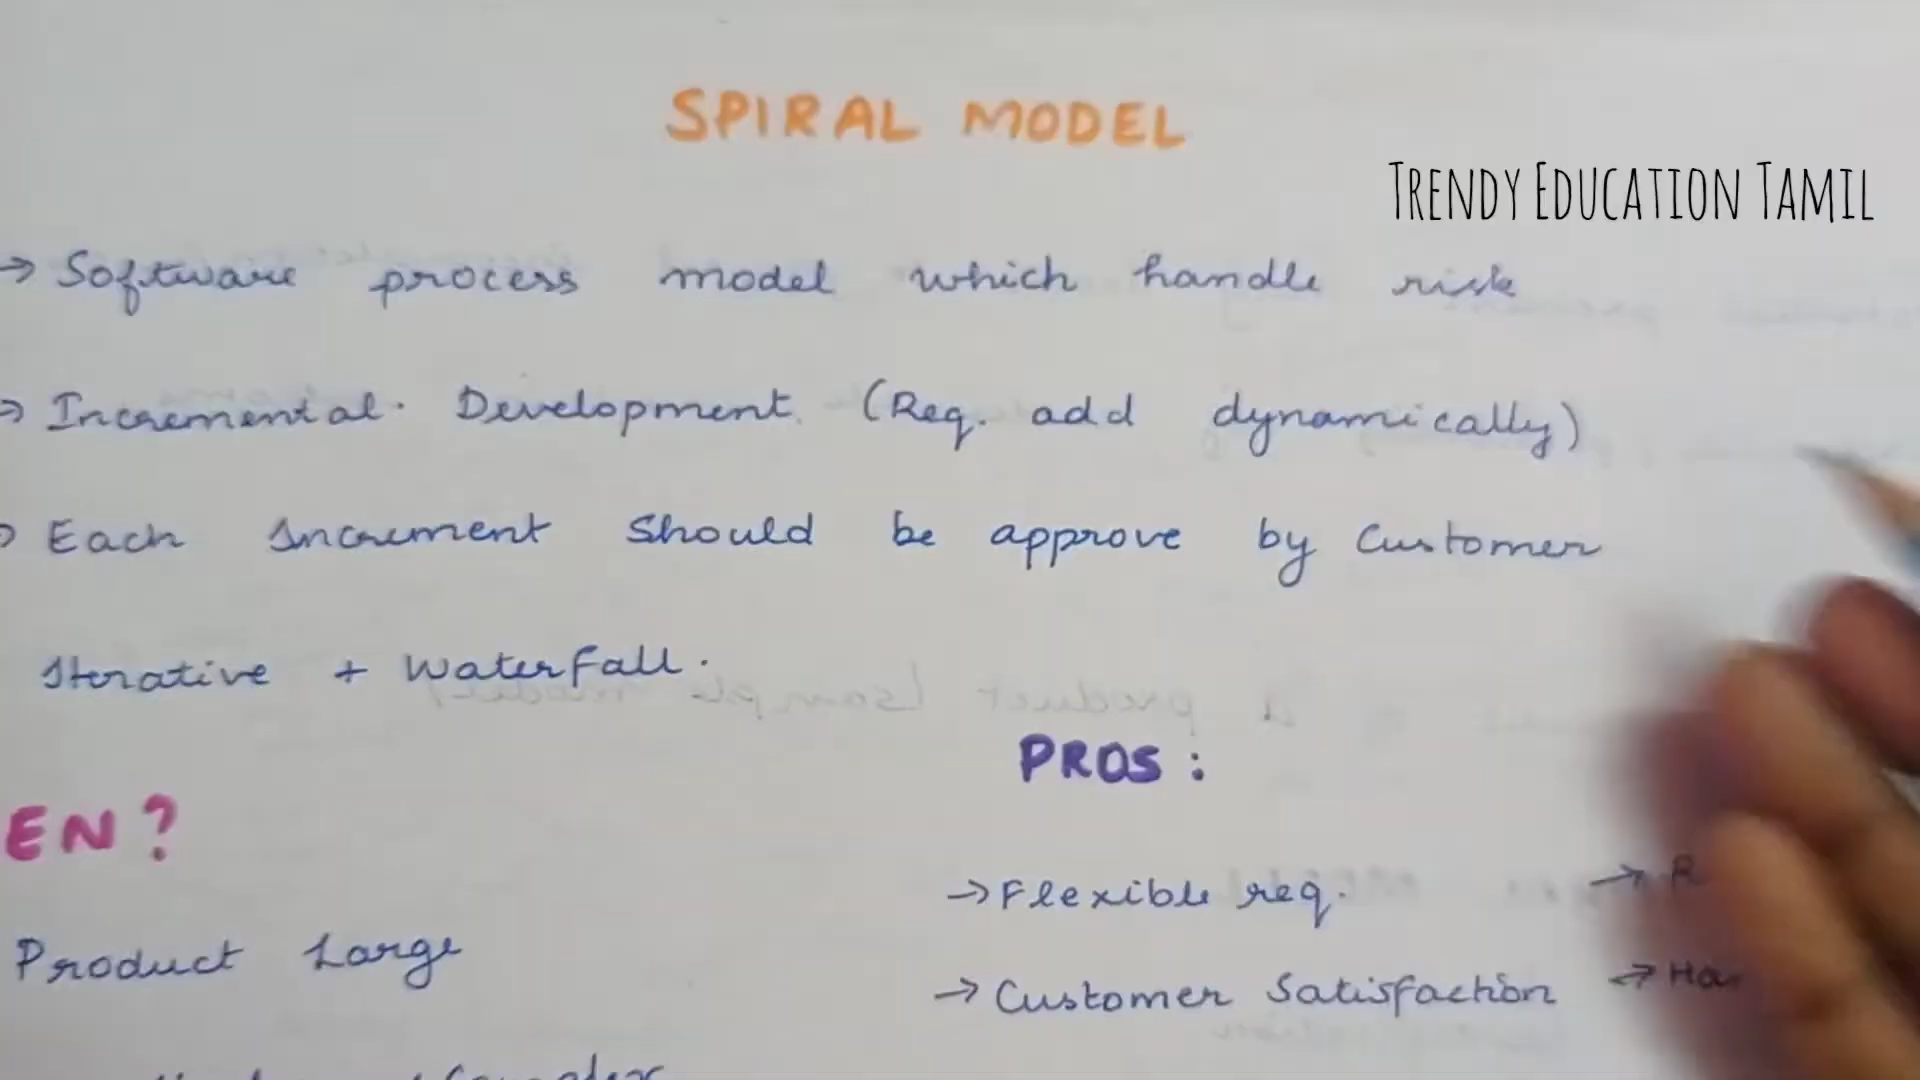 SPIRAL MODEL
TRENDY EDUCATION TAMIL
→ Software process model which handle risk
→ Incremental Development (Req. add dynamically)
→ Each Increment Should be approve by Customer
Iterative + Waterfall.
PROS :
EN?
→ Flexible req. → R
Product Large
→ Customer Satisfaction → Ha